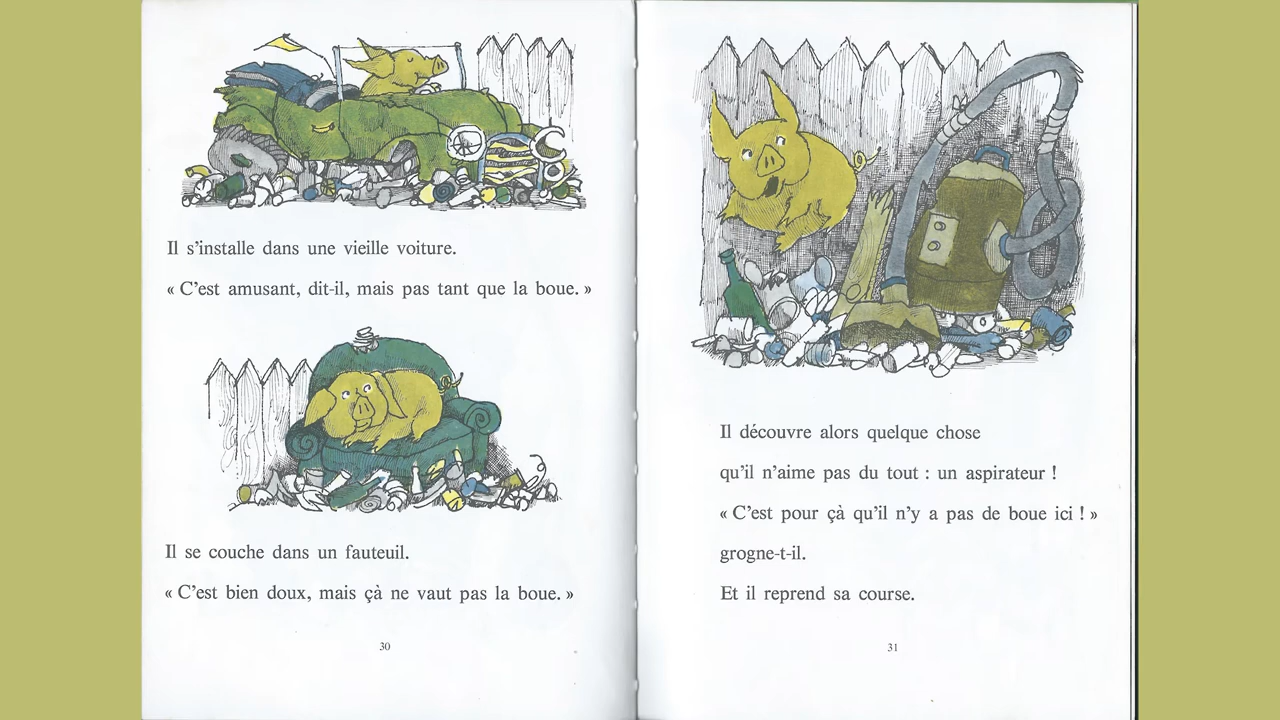 Il s'installe dans une vieille voiture.
« C'est amusant, dit-il, mais pas tant que la boue. »
Il se couche dans un fauteuil.
« C'est bien doux, mais çà ne vaut pas la boue. »
30
Il découvre alors quelque chose
qu'il n'aime pas du tout : un aspirateur !
« C'est pour çà qu'il n'y a pas de boue ici ! »
grogne-t-il.
Et il reprend sa course.
31